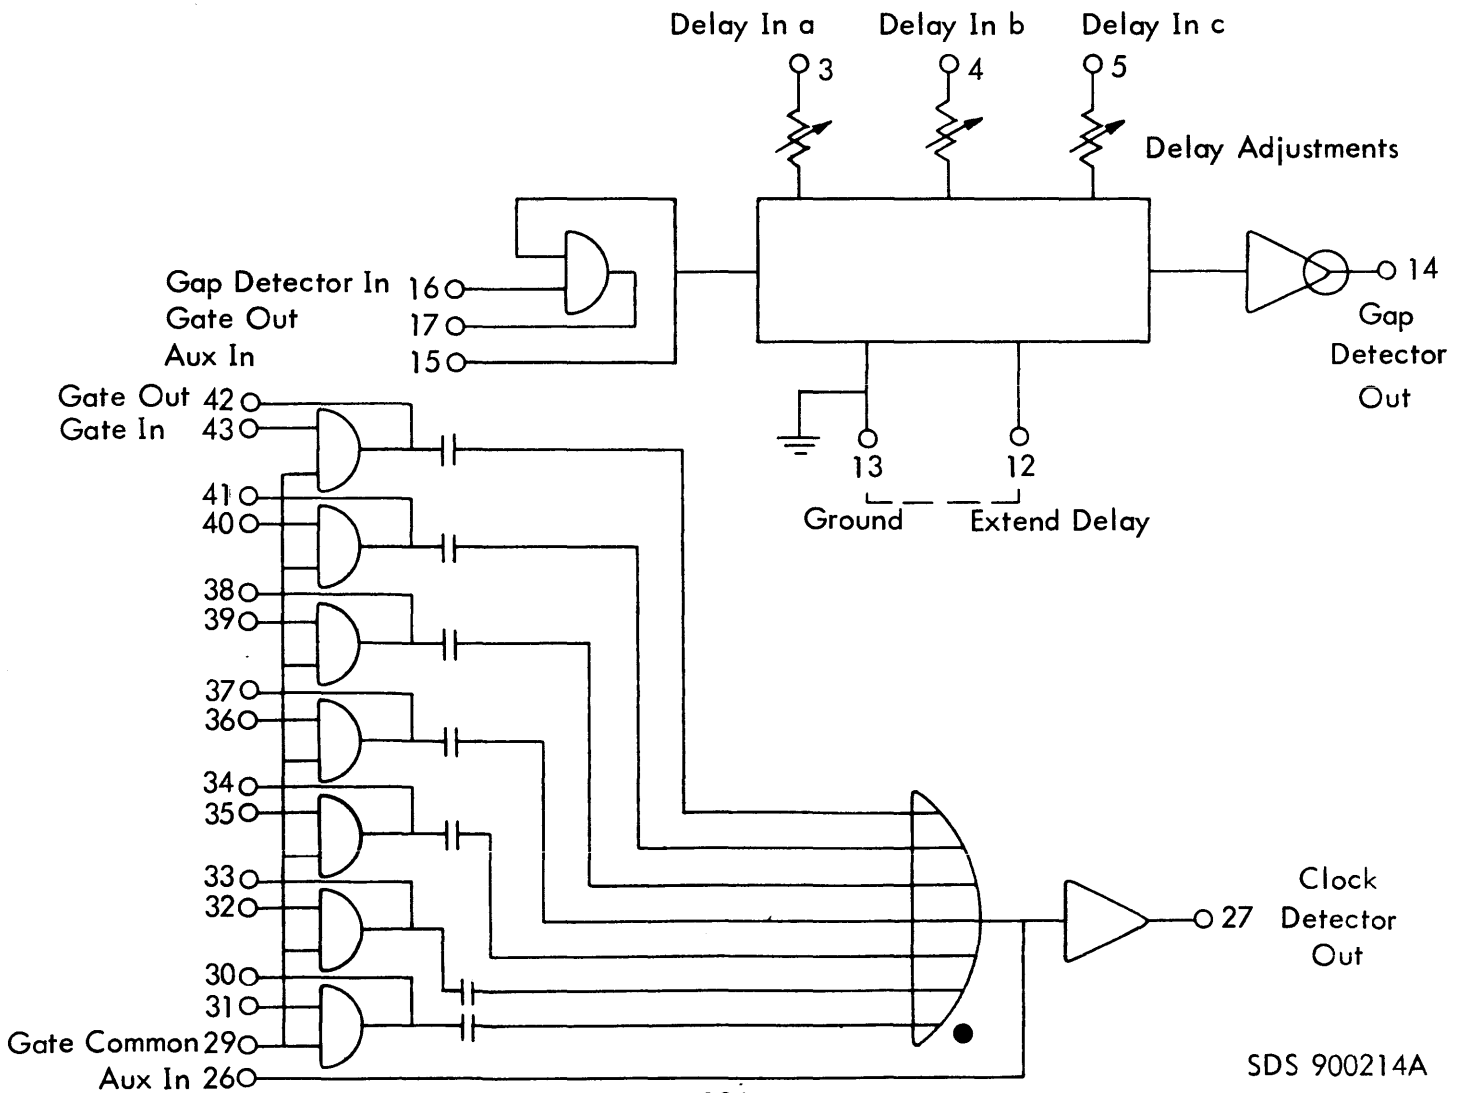 Delay In a Delay In b Delay In c
3 4 5
Delay Adjustments
Gap Detector In 16
Gate Out 17
Aux In 15
14
Gap
Detector
Out
13 12
Ground Extend Delay
Gate Out 42
Gate In 43
41
40
38
39
37
36
34
35
33
32
30
31
Gate Common 29
Aux In 26
27
Clock
Detector
Out
SDS 900214A